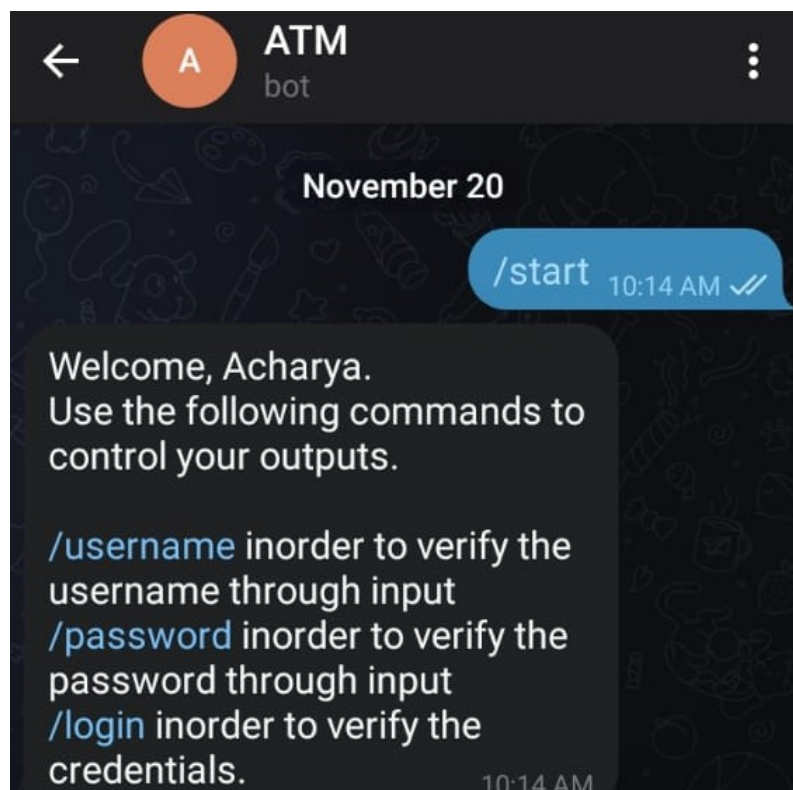 A
ATM
bot
November 20
/start 10:14 AM
Welcome, Acharya.
Use the following commands to
control your outputs.
/username inorder to verify the
username through input
/password inorder to verify the
password through input
/login inorder to verify the
credentials.
10:14 AM